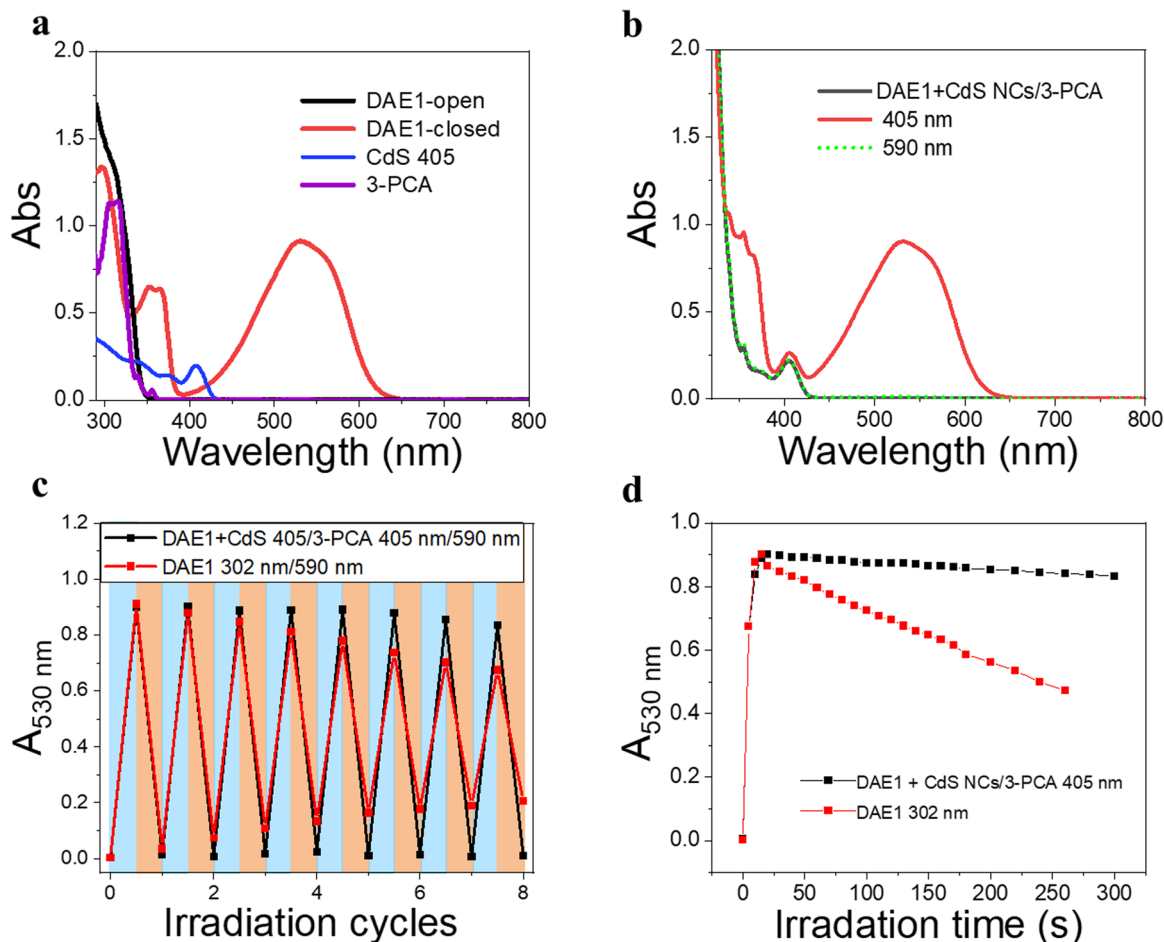 a
2.0
1.5
1.0
0.5
0.0
Abs
DAE1-open
DAE1-closed
CdS 405
3-PCA
300 400 500 600 700 800
Wavelength (nm)
b
2.0
1.5
1.0
0.5
0.0
Abs
DAE1+CdS NCs/3-PCA
405 nm
590 nm
400 500 600 700 800
Wavelength (nm)
c
1.2
1.0
0.8
0.6
0.4
0.2
0.0
A530 nm
DAE1+CdS 405/3-PCA 405 nm/590 nm
DAE1 302 nm/590 nm
0 2 4 6 8
Irradiation cycles
d
1.0
0.8
0.6
0.4
0.2
0.0
A530 nm
DAE1 + CdS NCs/3-PCA 405 nm
DAE1 302 nm
0 50 100 150 200 250 300
Irradation time (s)